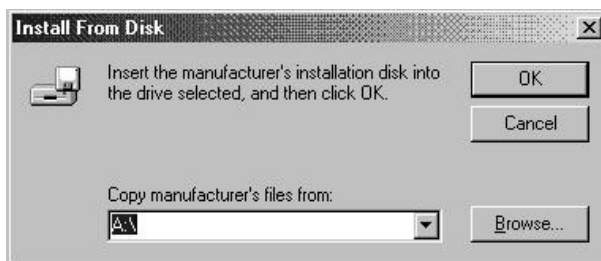 Install From Disk
Insert the manufacturer's installation disk into
the drive selected, and then click OK.
OK
Cancel
Copy manufacturer's files from:
A:\
Browse...